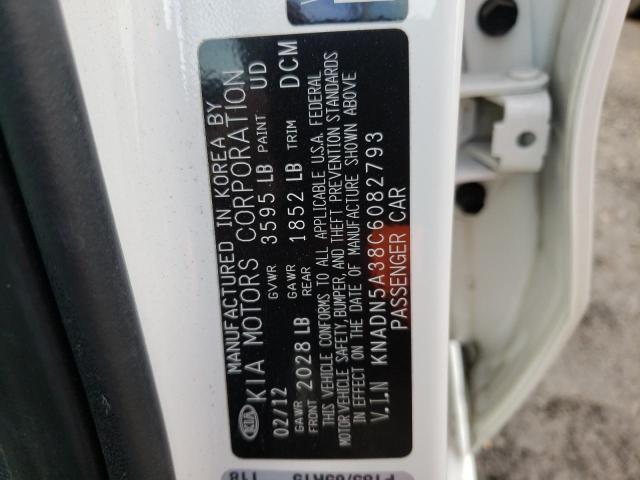 MANUFACTURED IN KOREA BY
KIA KIA MOTORS CORPORATION
02/12 GVWR 3595 LB PAINT UD
GAWR FRONT 2028 LB GAWR REAR 1852 LB TRIM DCM
THIS VEHICLE CONFORMS TO ALL APPLICABLE U.S.A. FEDERAL
MOTOR VEHICLE SAFETY, BUMPER, AND THEFT PREVENTION STANDARDS
IN EFFECT ON THE DATE OF MANUFACTURE SHOWN ABOVE
V.I.N KNADN5A38C6082793
PASSENGER CAR